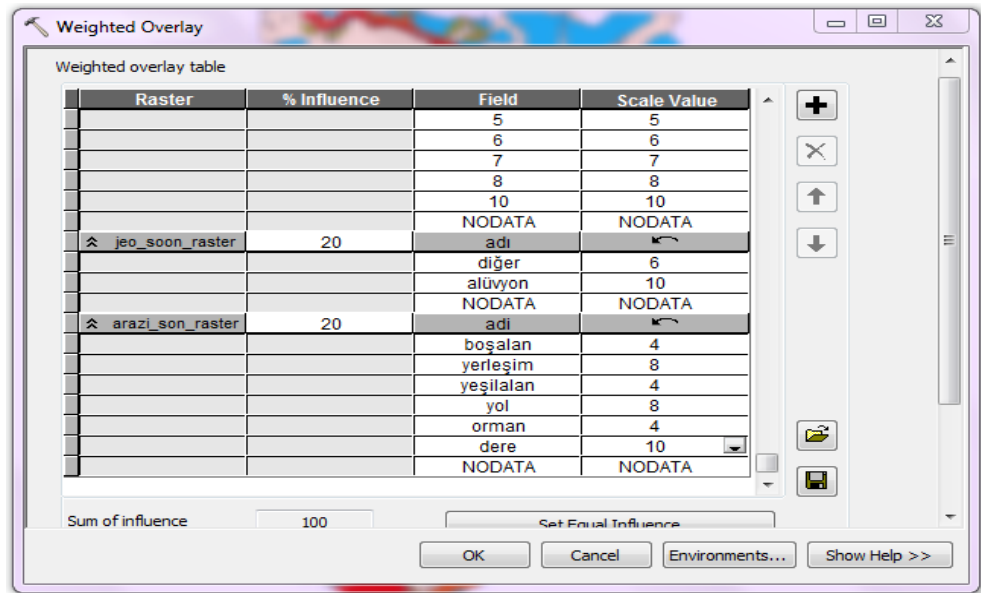 Weighted Overlay
Weighted overlay table
Raster % Influence Field Scale Value
5 5
6 6
7 7
8 8
10 10
NODATA NODATA
jeo_soon_raster 20 adı
diğer 6
alüvyon 10
NODATA NODATA
arazi_son_raster 20 adi
boşalan 4
yerleşim 8
yeşilalan 4
yol 8
orman 4
dere 10
NODATA NODATA
Sum of influence 100 Set Equal Influence
OK Cancel Environments... Show Help >>